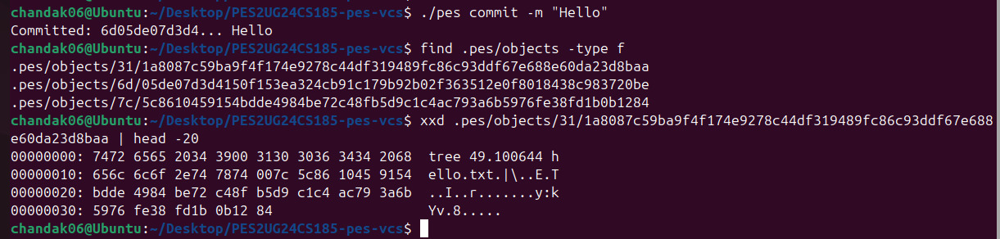 chandak06@Ubuntu:~/Desktop/PES2UG24CS185-pes-vcs$ ./pes commit -m "Hello"
Committed: 6d05de07d3d4... Hello
chandak06@Ubuntu:~/Desktop/PES2UG24CS185-pes-vcs$ find .pes/objects -type f
.pes/objects/31/1a8087c59ba9f4f174e9278c44df319489fc86c93ddf67e688e60da23d8baa
.pes/objects/6d/05de07d3d4150f153ea324cb91c179b92b02f363512e0f8018438c983720be
.pes/objects/7c/5c8610459154bdde4984be72c48fb5d9c1c4ac793a6b5976fe38fd1b0b1284
chandak06@Ubuntu:~/Desktop/PES2UG24CS185-pes-vcs$ xxd .pes/objects/31/1a8087c59ba9f4f174e9278c44df319489fc86c93ddf67e688
e60da23d8baa | head -20
00000000: 7472 6565 2034 3900 3130 3036 3434 2068  tree 49.100644 h
00000010: 656c 6c6f 2e74 7874 007c 5c86 1045 9154  ello.txt.|\..E.T
00000020: bdde 4984 be72 c48f b5d9 c1c4 ac79 3a6b  ..I..r.......y:k
00000030: 5976 fe38 fd1b 0b12 84                   Yv.8.....
chandak06@Ubuntu:~/Desktop/PES2UG24CS185-pes-vcs$